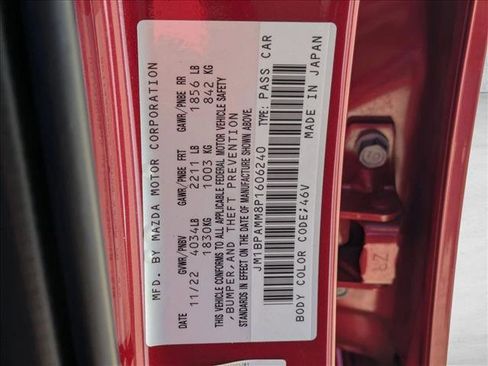 MFD. BY MAZDA MOTOR CORPORATION
DATE GVWR/PNBV GAWR/PNBE FRT GAWR/PNBE RR
11/22 4034LB 2211 LB 1856 LB
1830KG 1003 KG 842 KG
THIS VEHICLE CONFORMS TO ALL APPLICABLE FEDERAL MOTOR VEHICLE SAFETY
,BUMPER,AND THEFT PREVENTION
STANDARDS IN EFFECT ON THE DATE OF MANUFACTURE SHOWN ABOVE.
JM1BPAMM8P1606240 TYPE: PASS CAR
BODY COLOR CODE;46V MADE IN JAPAN
ZR